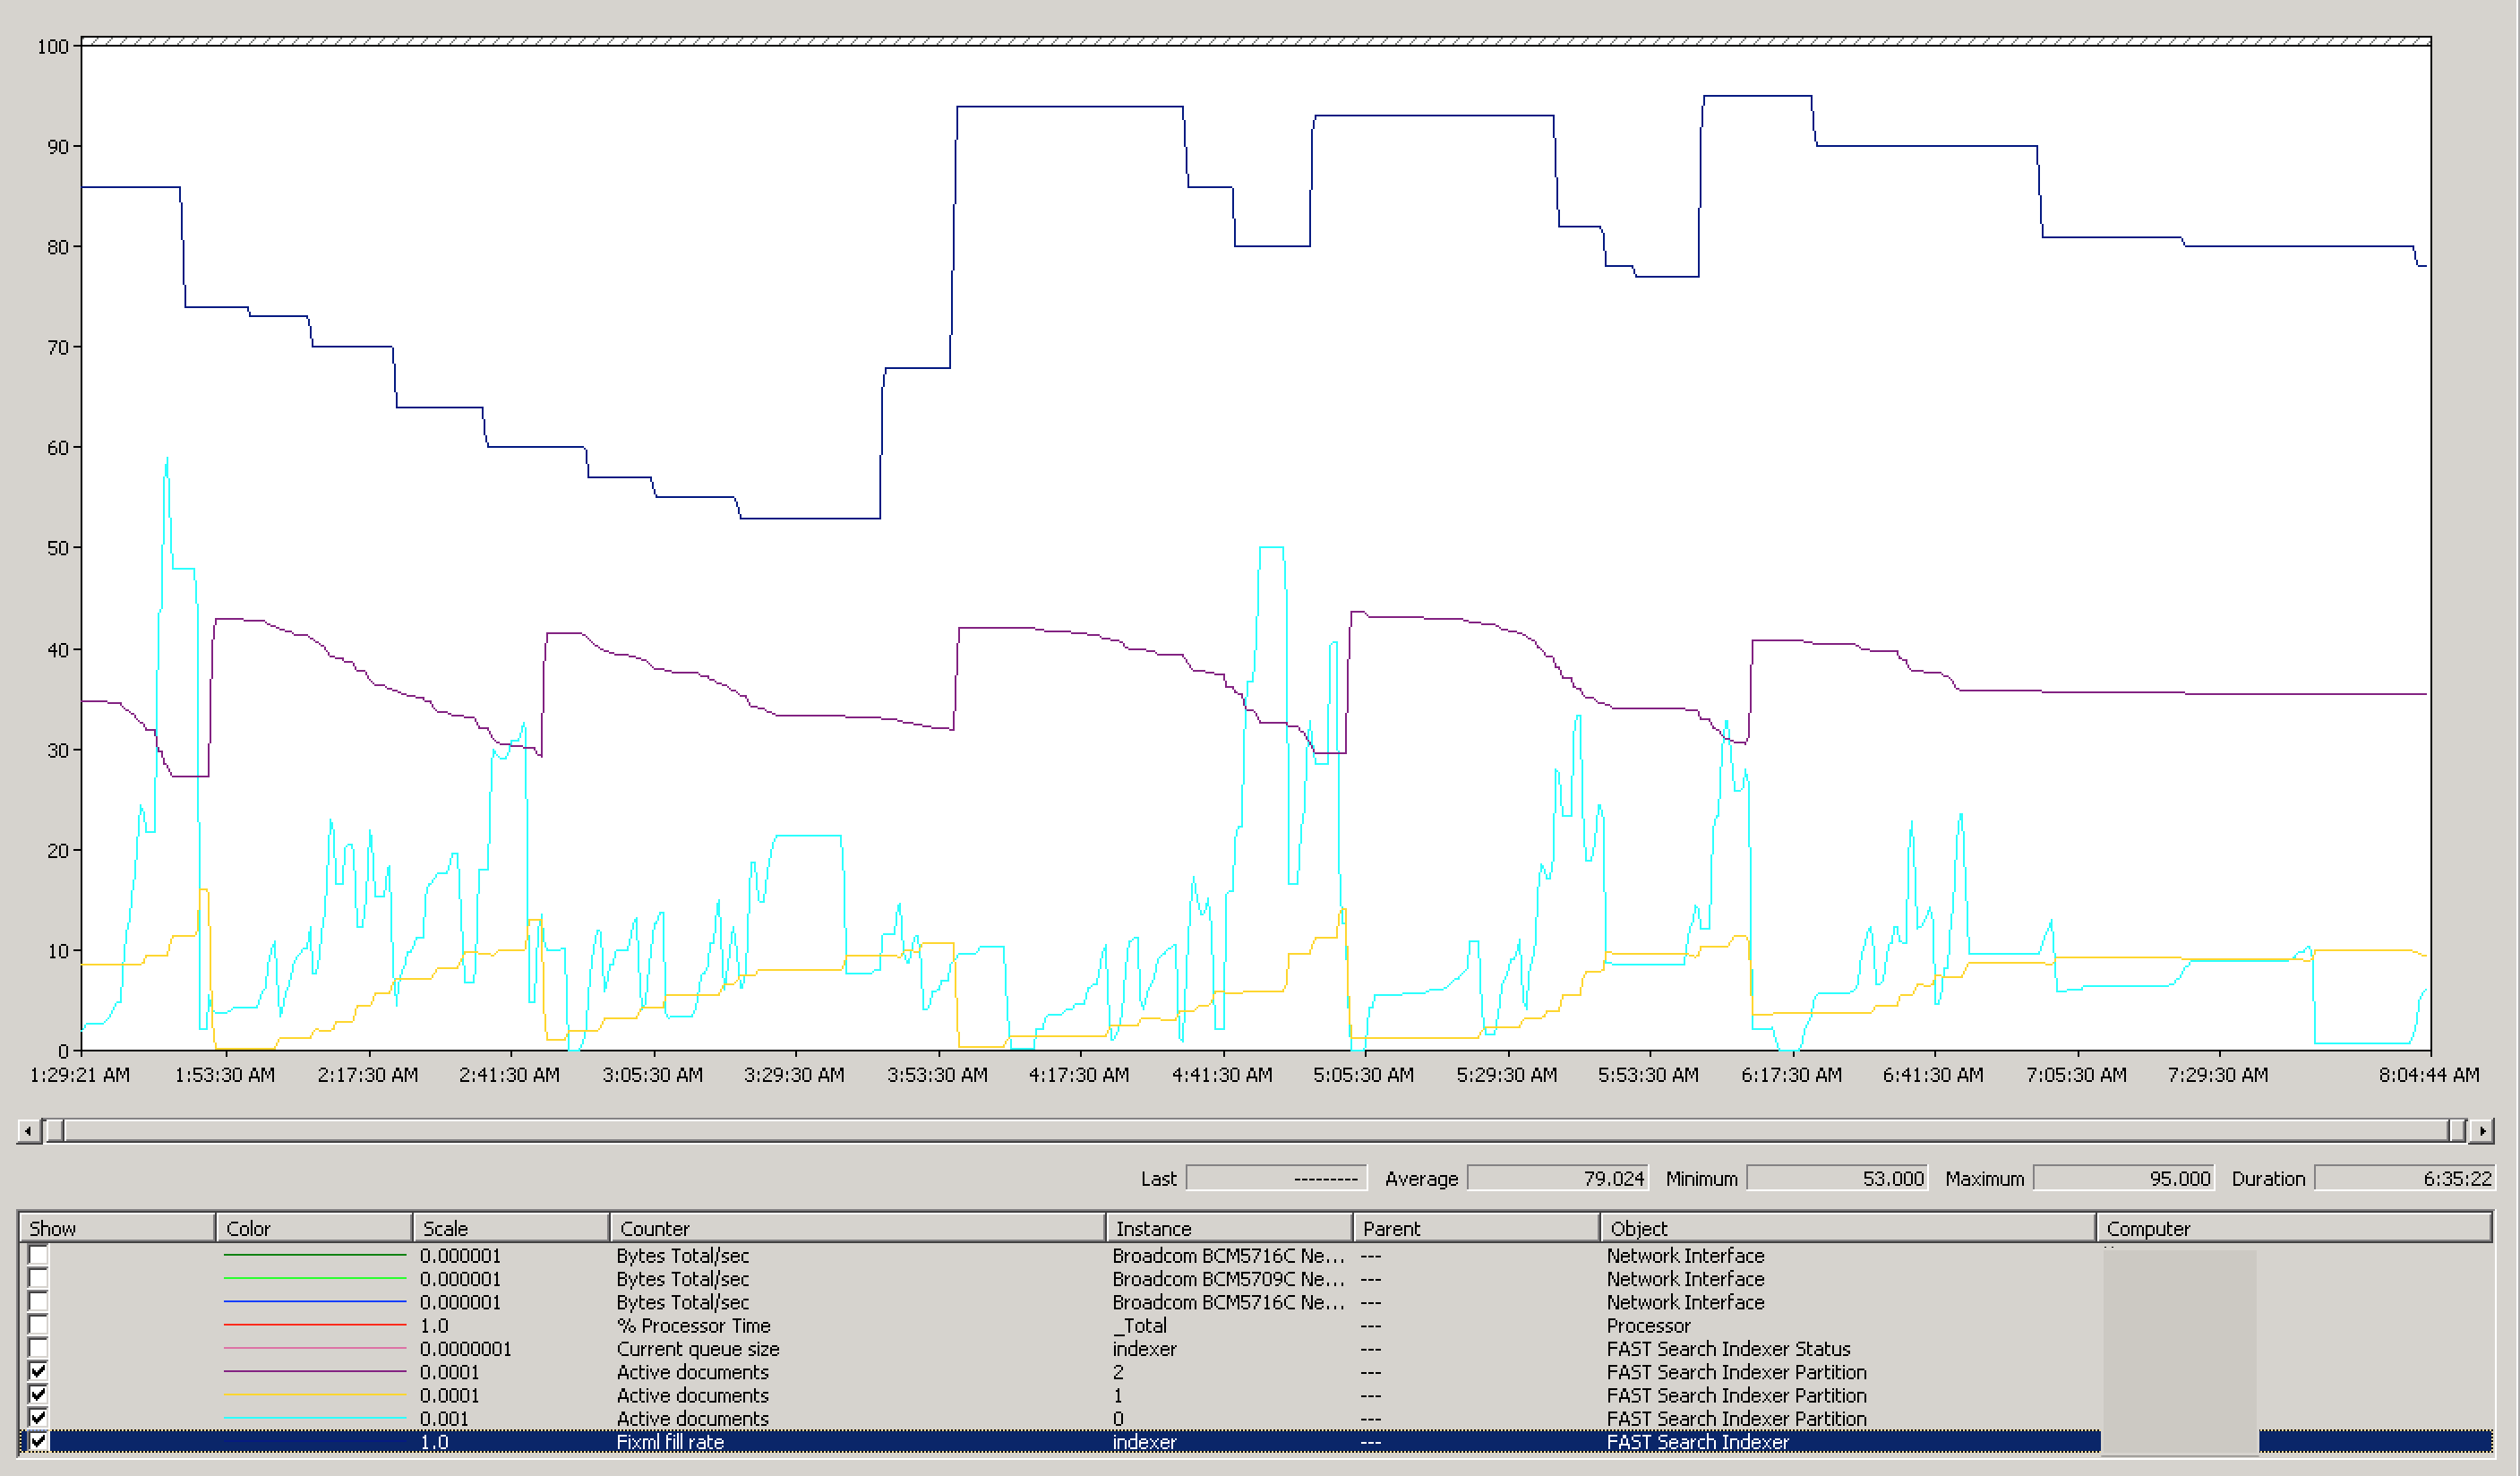 100
90
80
70
60
50
40
30
20
10
0
1:29:21 AM 1:53:30 AM 2:17:30 AM 2:41:30 AM 3:05:30 AM 3:29:30 AM 3:53:30 AM 4:17:30 AM 4:41:30 AM 5:05:30 AM 5:29:30 AM 5:53:30 AM 6:17:30 AM 6:41:30 AM 7:05:30 AM 7:29:30 AM 8:04:44 AM
Last --------- Average 79.024 Minimum 53.000 Maximum 95.000 Duration 6:35:22
Show Color Scale Counter Instance Parent Object Computer
0.000001 Bytes Total/sec Broadcom BCM5716C Ne... --- Network Interface
0.000001 Bytes Total/sec Broadcom BCM5709C Ne... --- Network Interface
0.000001 Bytes Total/sec Broadcom BCM5716C Ne... --- Network Interface
1.0 % Processor Time _Total --- Processor
0.0000001 Current queue size indexer --- FAST Search Indexer Status
0.0001 Active documents 2 --- FAST Search Indexer Partition
0.0001 Active documents 1 --- FAST Search Indexer Partition
0.001 Active documents 0 --- FAST Search Indexer Partition
1.0 Fixml fill rate indexer --- FAST Search Indexer